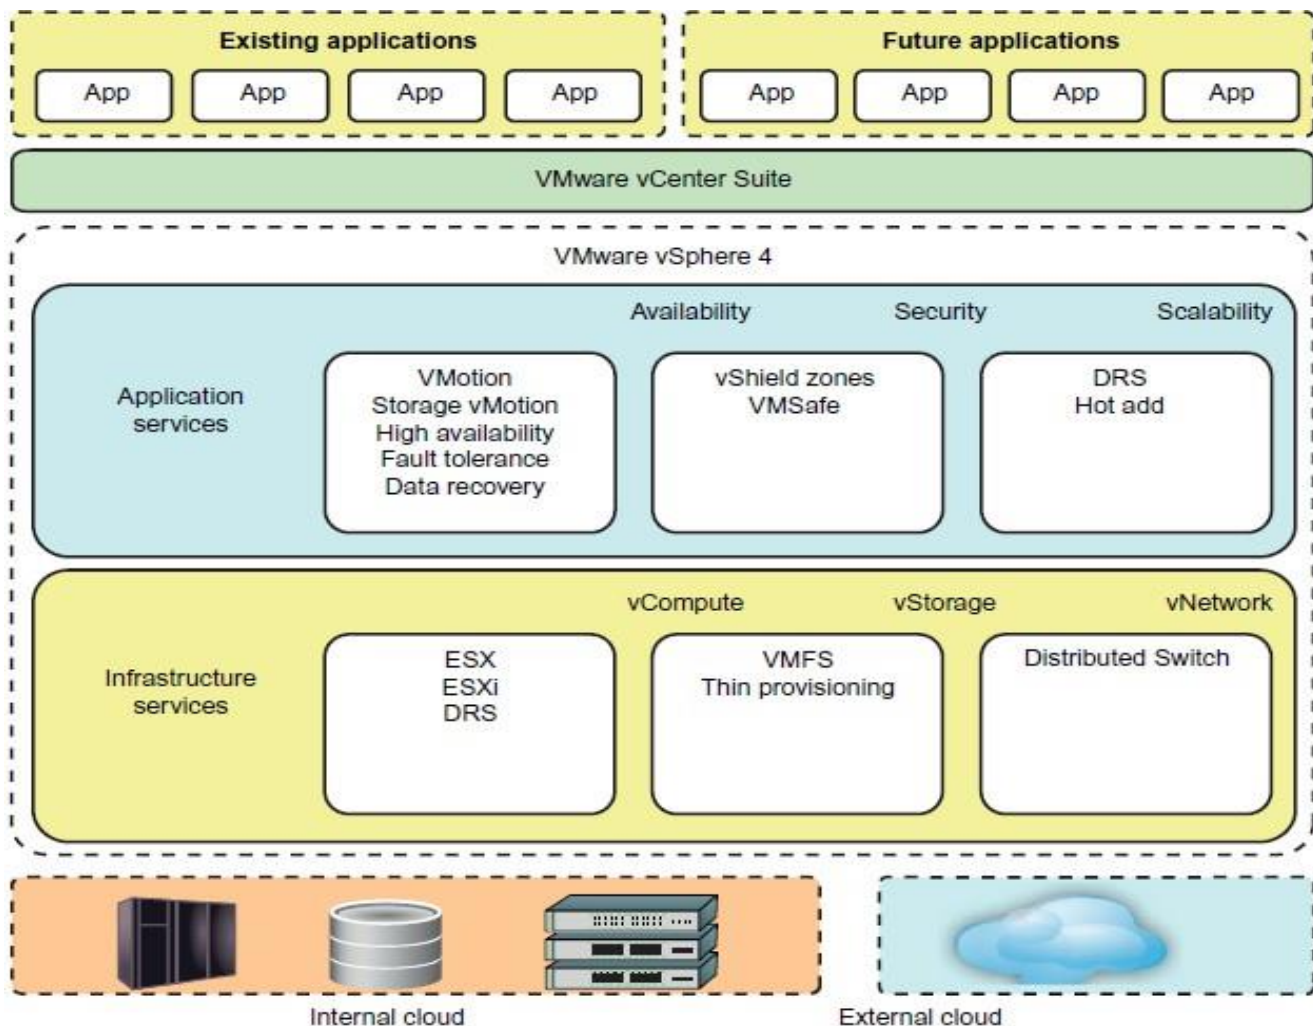 Existing applications
Future applications
App App App App
App App App App
VMware vCenter Suite
VMware vSphere 4
Availability Security Scalability
Application
services
VMotion
Storage vMotion
High availability
Fault tolerance
Data recovery
vShield zones
VMSafe
DRS
Hot add
vCompute vStorage vNetwork
Infrastructure
services
ESX
ESXi
DRS
VMFS
Thin provisioning
Distributed Switch
Internal cloud
External cloud